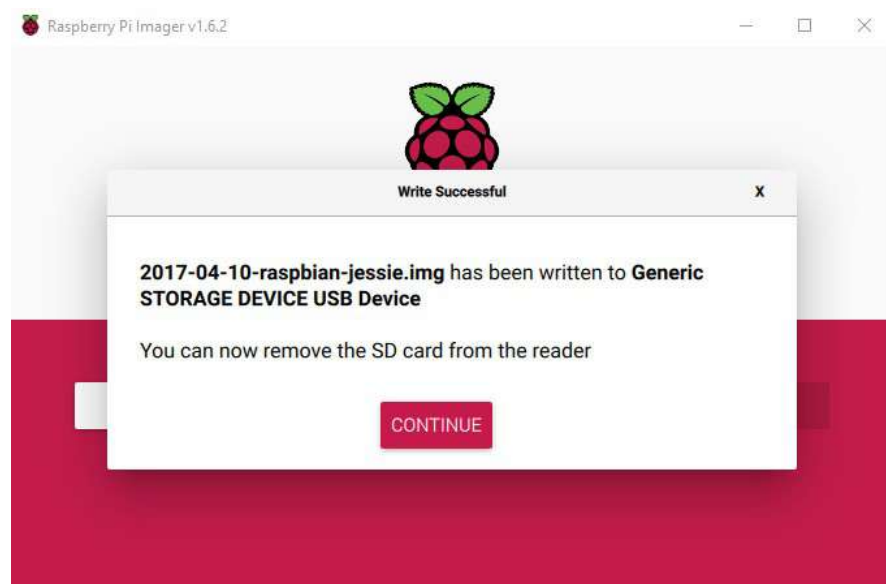 Raspberry Pi Imager v1.6.2
Write Successful
X
2017-04-10-raspbian-jessie.img has been written to Generic
STORAGE DEVICE USB Device
You can now remove the SD card from the reader
CONTINUE